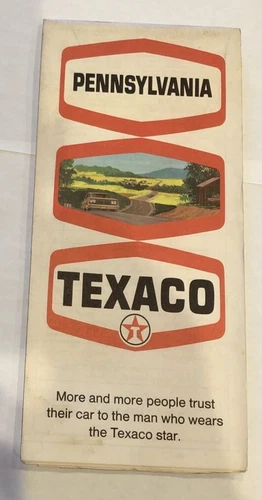 PENNSYLVANIA
TEXACO
T
More and more people trust
their car to the man who wears
the Texaco star.